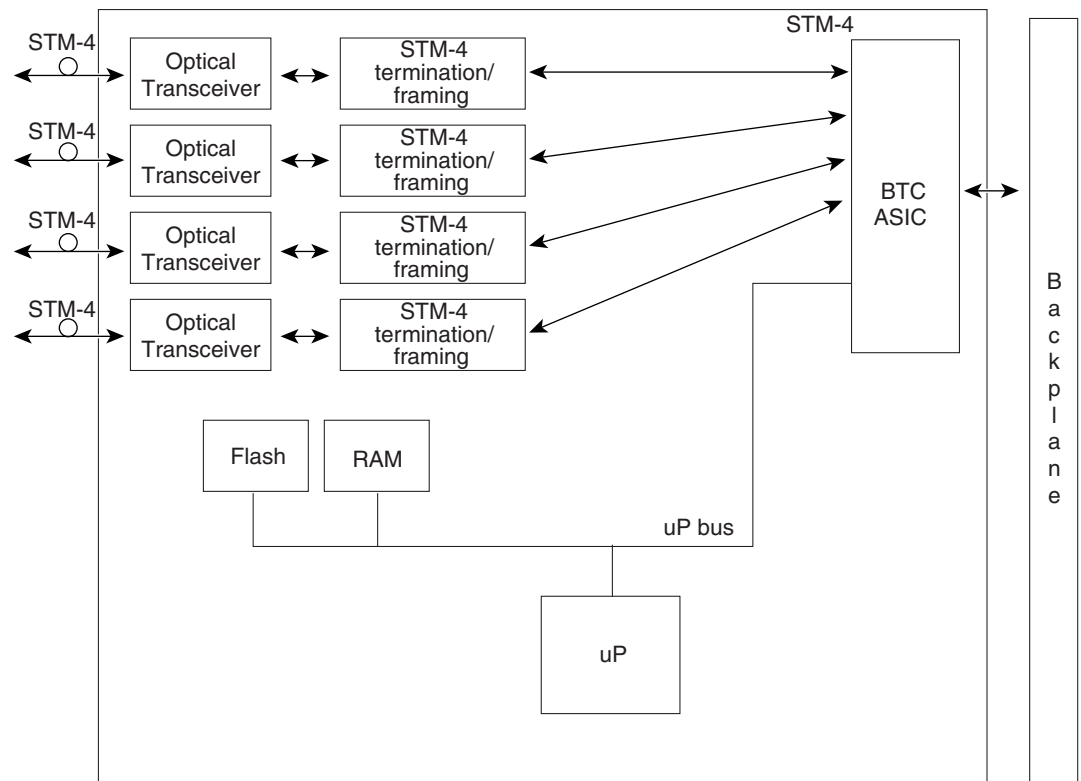 STM-4
STM-4
Optical
Transceiver
STM-4
termination/
framing
STM-4
Optical
Transceiver
STM-4
termination/
framing
STM-4
Optical
Transceiver
STM-4
termination/
framing
STM-4
Optical
Transceiver
STM-4
termination/
framing
BTC
ASIC
Backplane
Flash
RAM
uP bus
uP